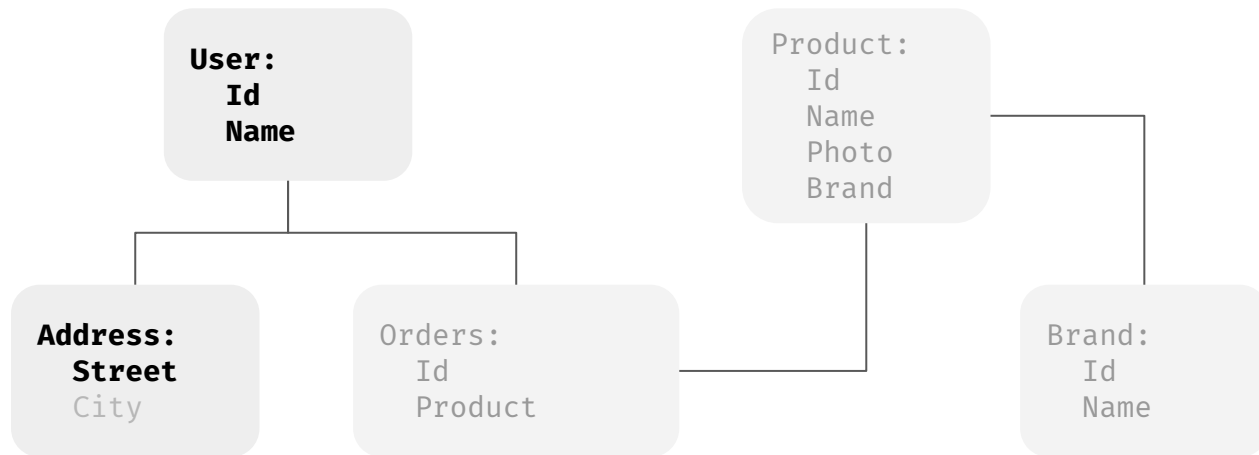 User:
Id
Name
Product:
Id
Name
Photo
Brand
Address:
Street
City
Orders:
Id
Product
Brand:
Id
Name